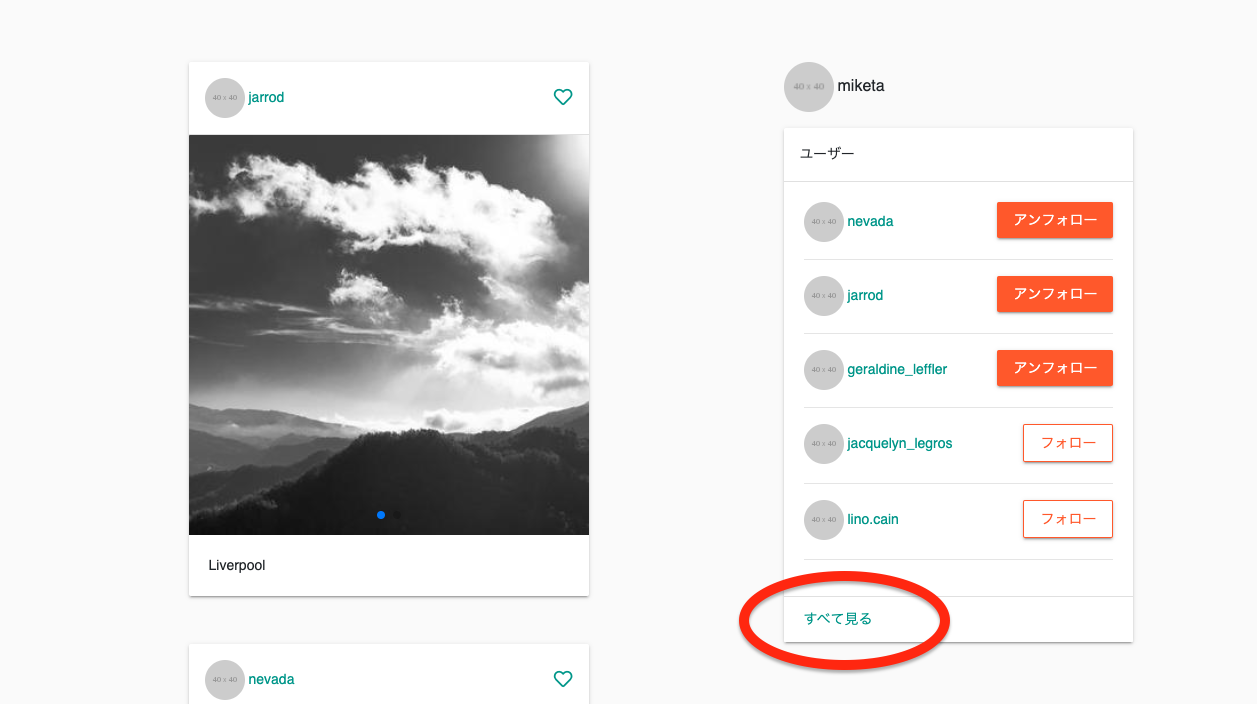 40 x 40 jarrod
Liverpool
40 x 40 nevada
40 x 40 miketa
ユーザー
40 x 40 nevada アンフォロー
40 x 40 jarrod アンフォロー
40 x 40 geraldine_leffler アンフォロー
40 x 40 jacquelyn_legros フォロー
40 x 40 lino.cain フォロー
すべて見る